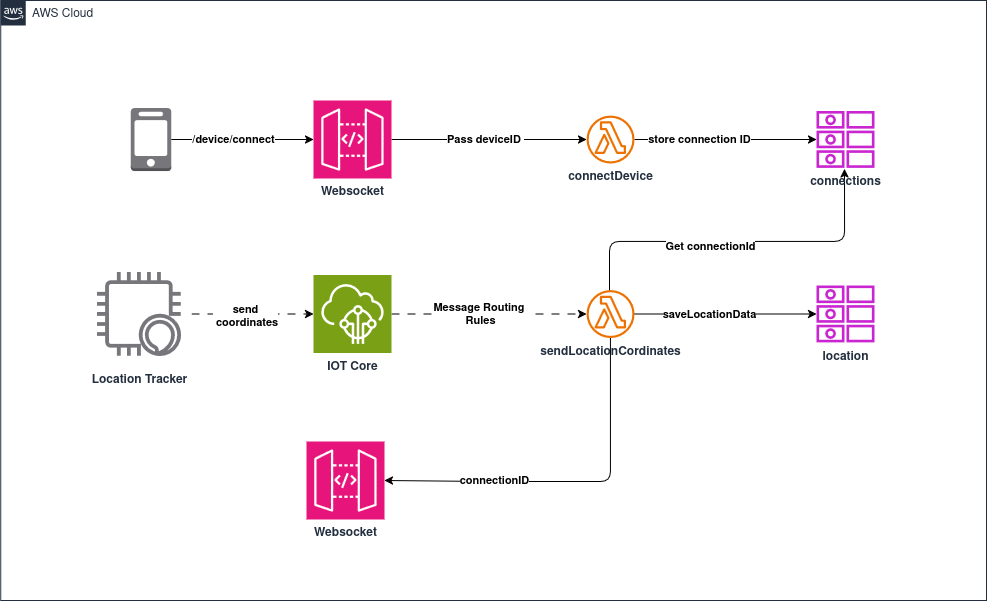 aws
AWS Cloud
/device/connect
Pass deviceID
store connection ID
Websocket
connectDevice
connections
Get connectionId
send
coordinates
Message Routing
Rules
saveLocationData
Location Tracker
IOT Core
sendLocationCordinates
location
connectionID
Websocket